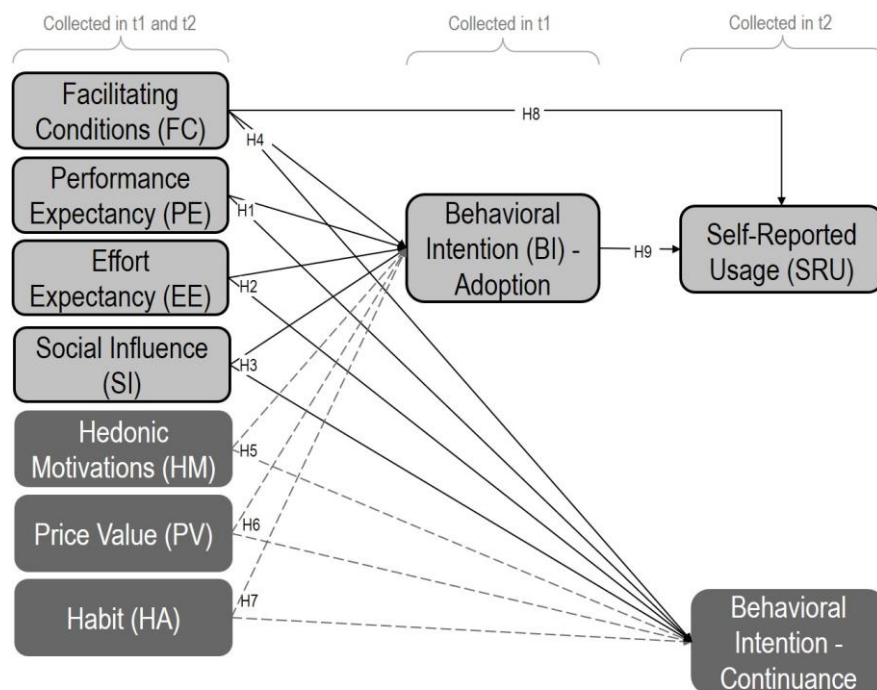 Collected in t1 and t2
Collected in t1
Collected in t2
Facilitating
Conditions (FC)
H8
H4
Performance
Expectancy (PE)
H1
Behavioral
Intention (BI) -
Adoption
H9
Self-Reported
Usage (SRU)
Effort
Expectancy (EE)
H2
Social Influence
(SI)
H3
Hedonic
Motivations (HM)
H5
Price Value (PV)
H6
Habit (HA)
H7
Behavioral
Intention -
Continuance